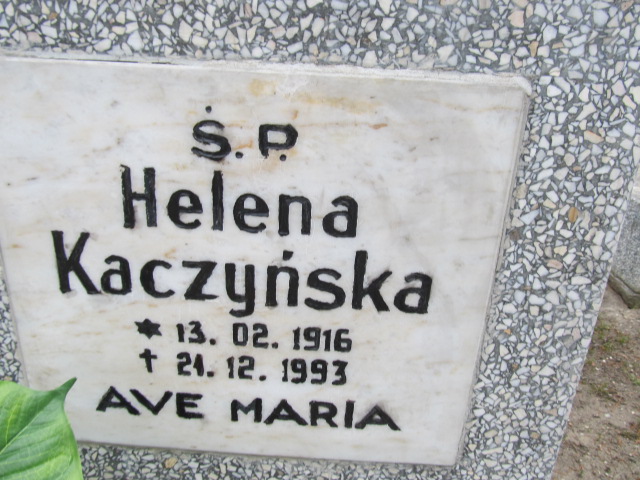 Ś.P.
Helena
Kaczyńska
* 13. 02. 1916
† 21. 12. 1993
AVE MARIA